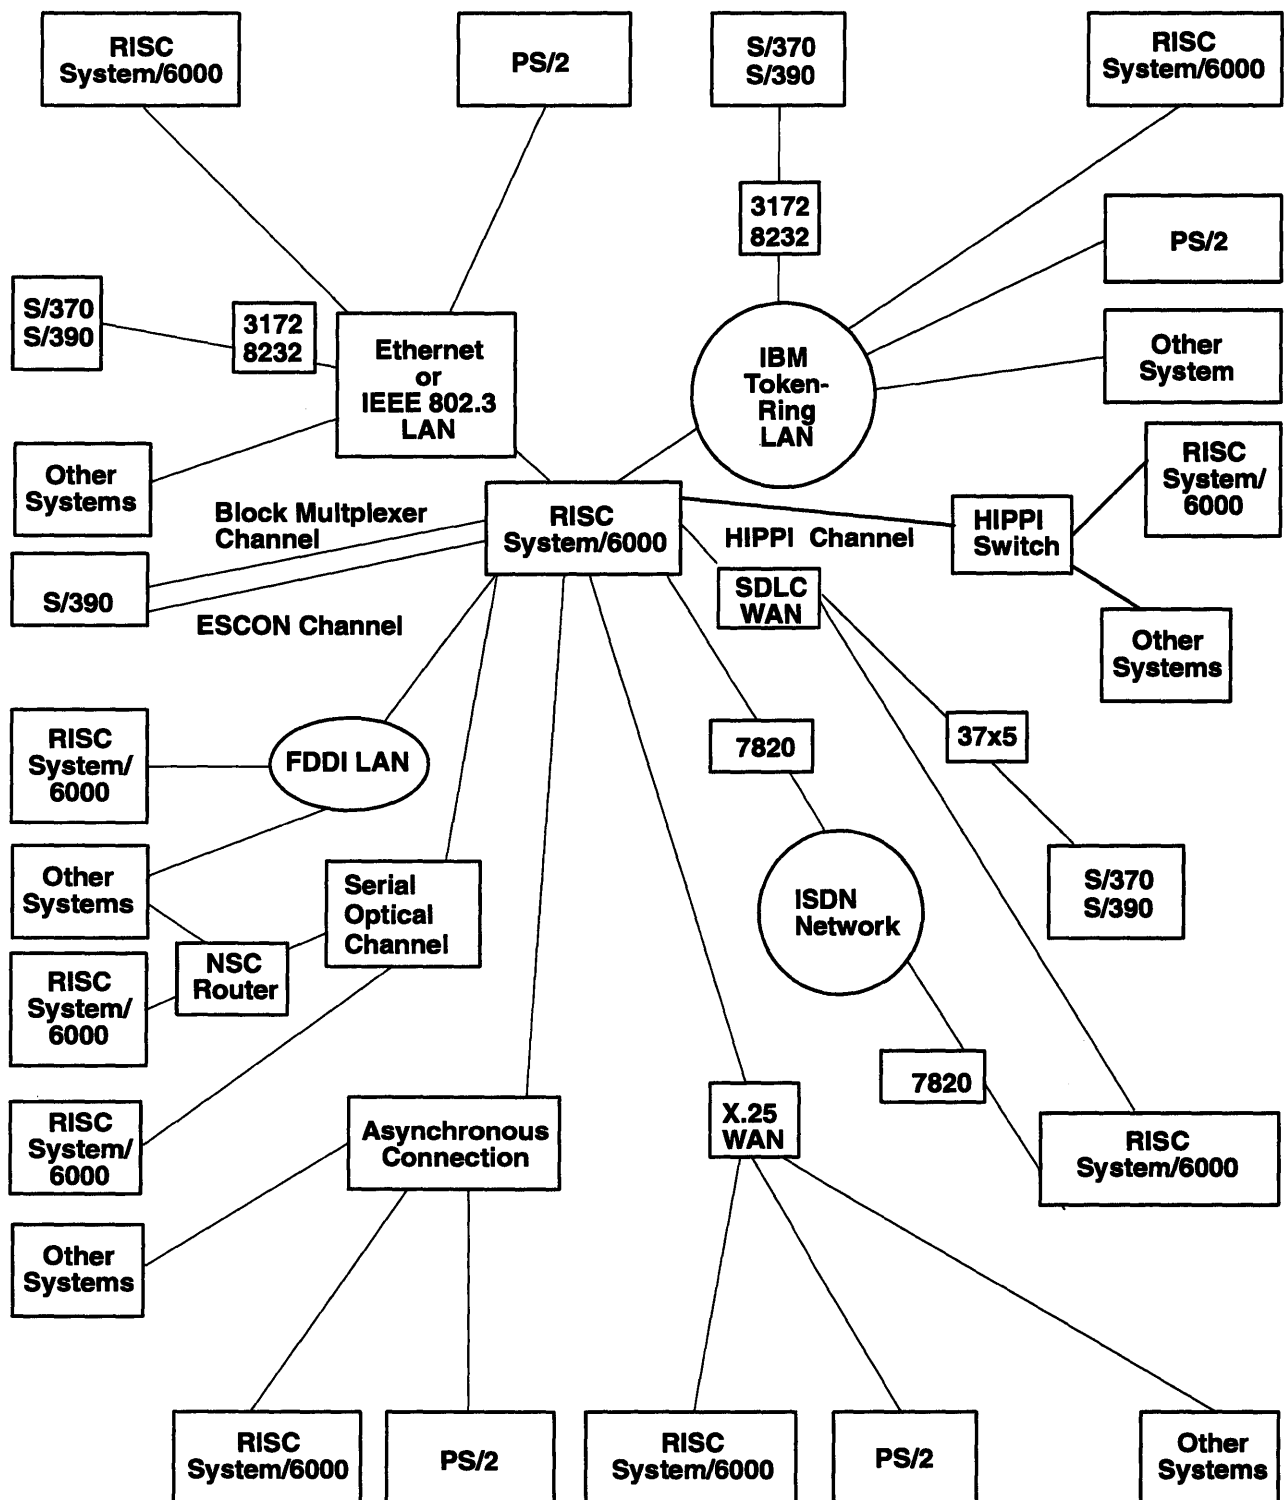 RISC
System/6000
PS/2
S/370
S/390
RISC
System/6000
3172
8232
PS/2
S/370
S/390
3172
8232
Ethernet
or
IEEE 802.3
LAN
IBM
Token-
Ring
LAN
Other
System
Other
Systems
RISC
System/
6000
Block Multplexer
Channel
RISC
System/6000
HIPPI Channel
HIPPI
Switch
S/390
ESCON Channel
SDLC
WAN
Other
Systems
RISC
System/
6000
FDDI LAN
7820
37x5
Other
Systems
Serial
Optical
Channel
ISDN
Network
S/370
S/390
NSC
Router
RISC
System/
6000
7820
RISC
System/
6000
Asynchronous
Connection
X.25
WAN
RISC
System/6000
Other
Systems
RISC
System/6000
PS/2
RISC
System/6000
PS/2
Other
Systems